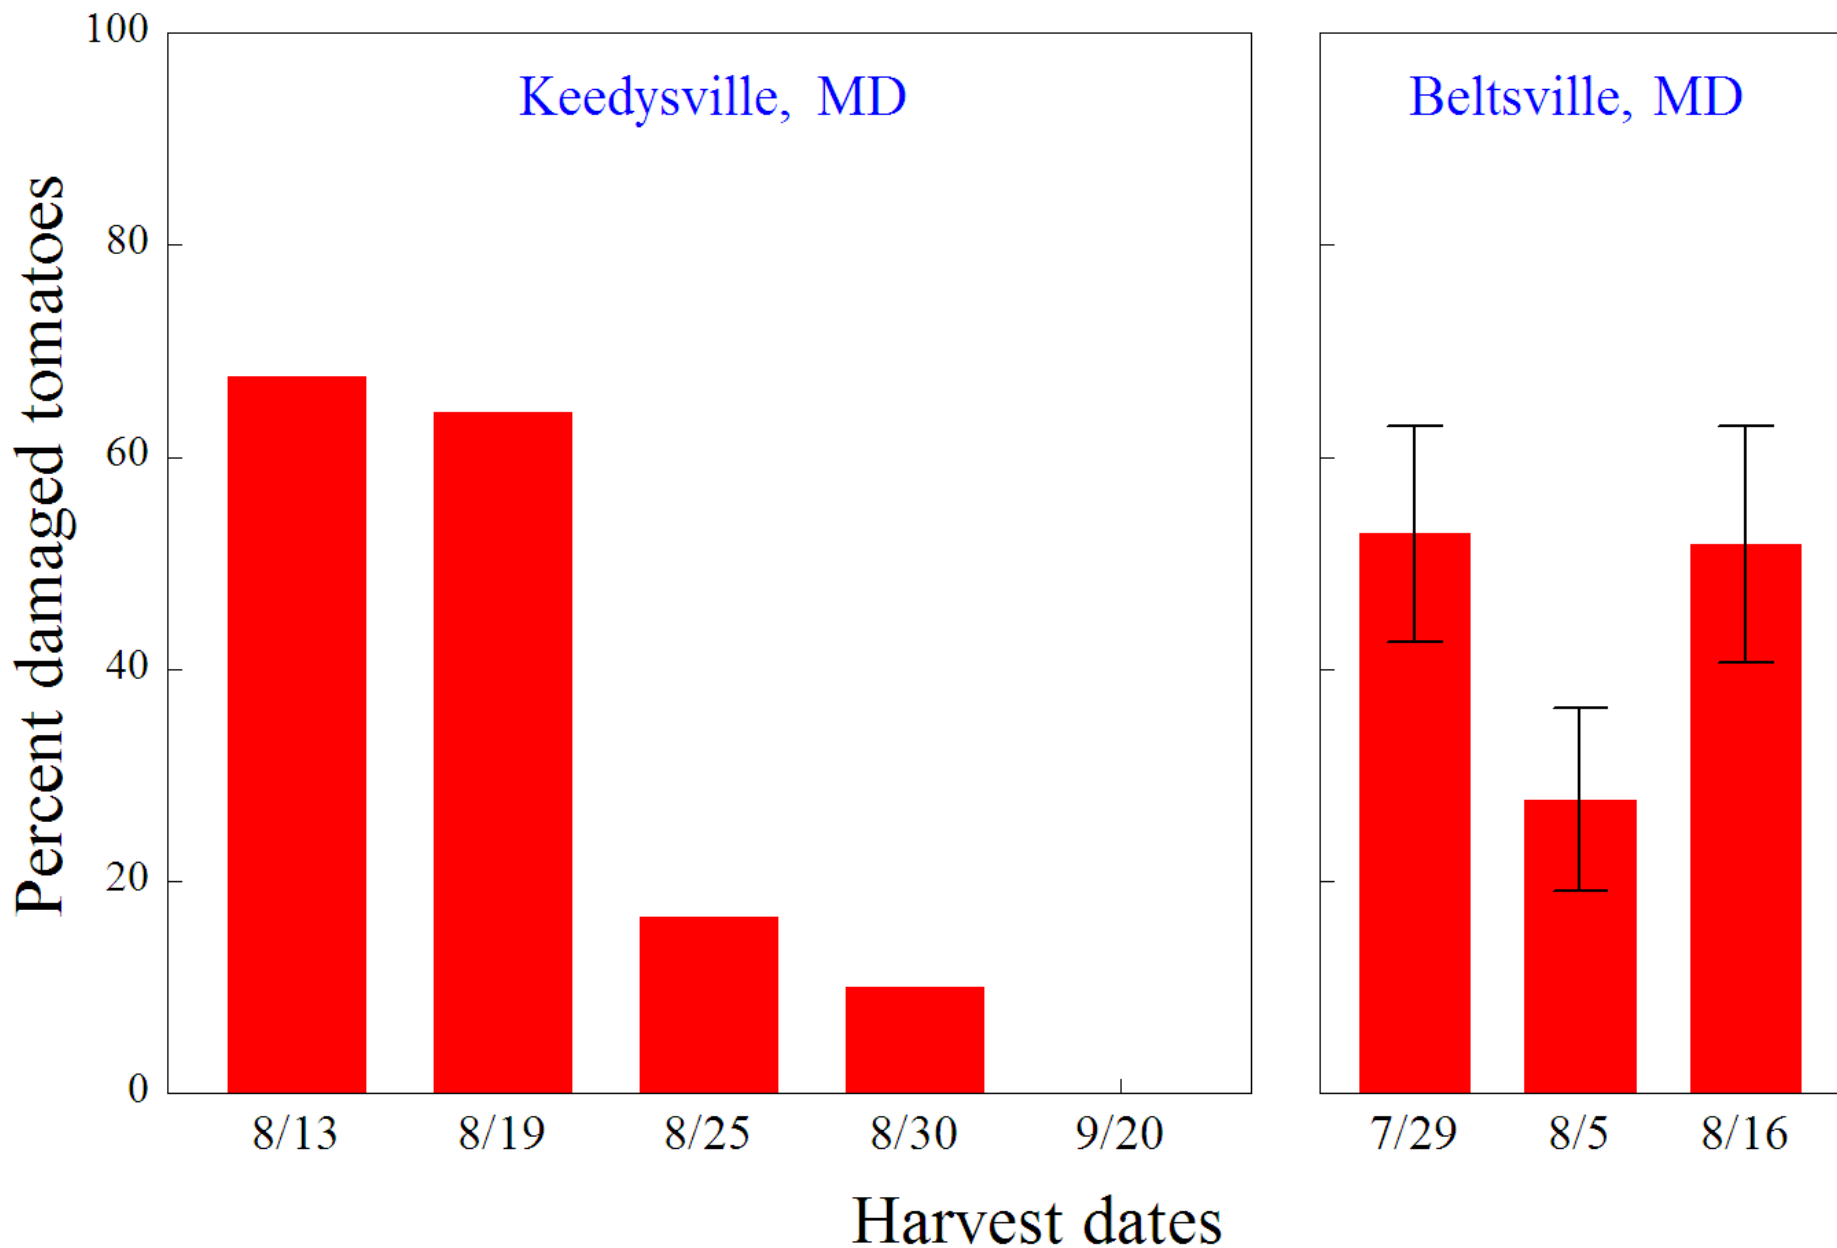 Percent damaged tomatoes
100
80
60
40
20
0
Keedysville, MD
8/13 8/19 8/25 8/30 9/20
Beltsville, MD
7/29 8/5 8/16
Harvest dates